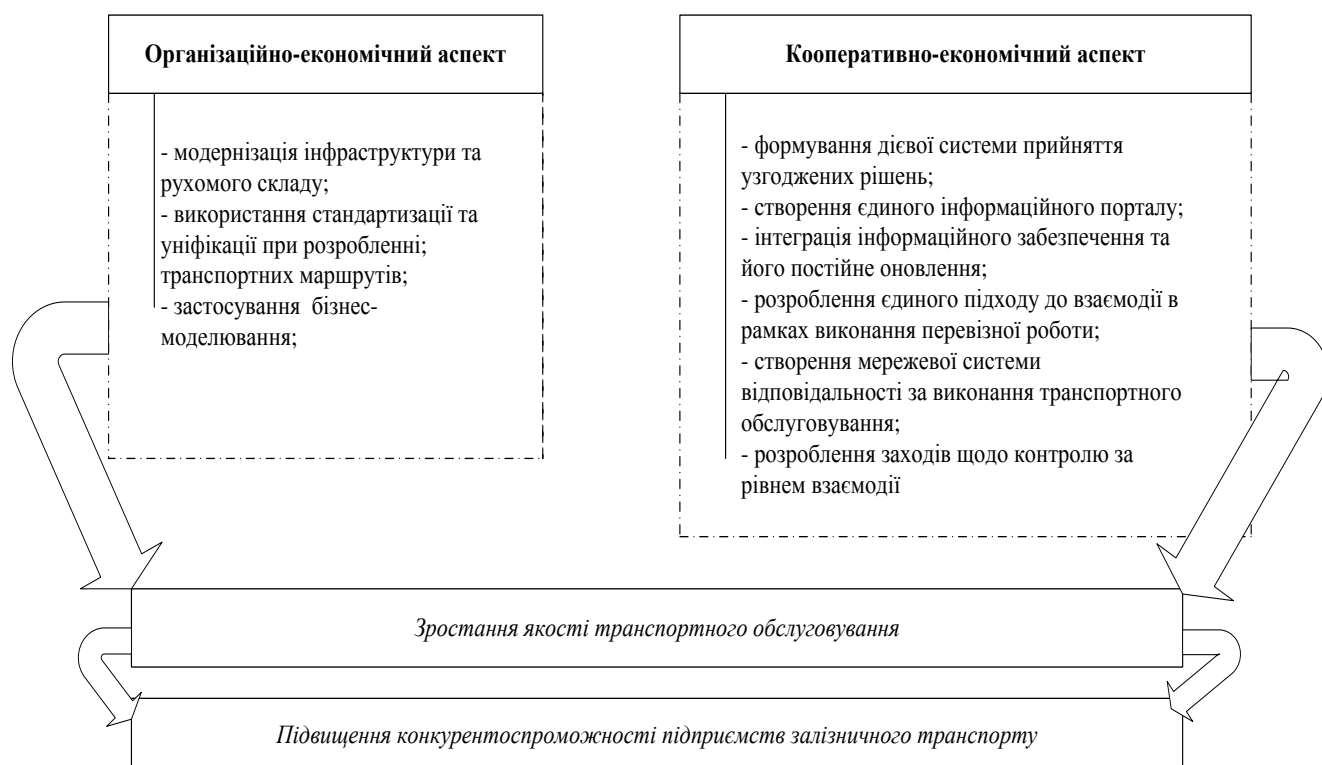 Організаційно-економічний аспект
- модернізація інфраструктури та
рухомого складу;
- використання стандартизації та
уніфікації при розробленні;
транспортних маршрутів;
- застосування бізнес-
моделювання;
Кооперативно-економічний аспект
- формування дієвої системи прийняття
узгоджених рішень;
- створення єдиного інформаційного порталу;
- інтеграція інформаційного забезпечення та
його постійне оновлення;
- розроблення єдиного підходу до взаємодії в
рамках виконання перевізної роботи;
- створення мережевої системи
відповідальності за виконання транспортного
обслуговування;
- розроблення заходів щодо контролю за
рівнем взаємодії
Зростання якості транспортного обслуговування
Підвищення конкурентоспроможності підприємств залізничного транспорту